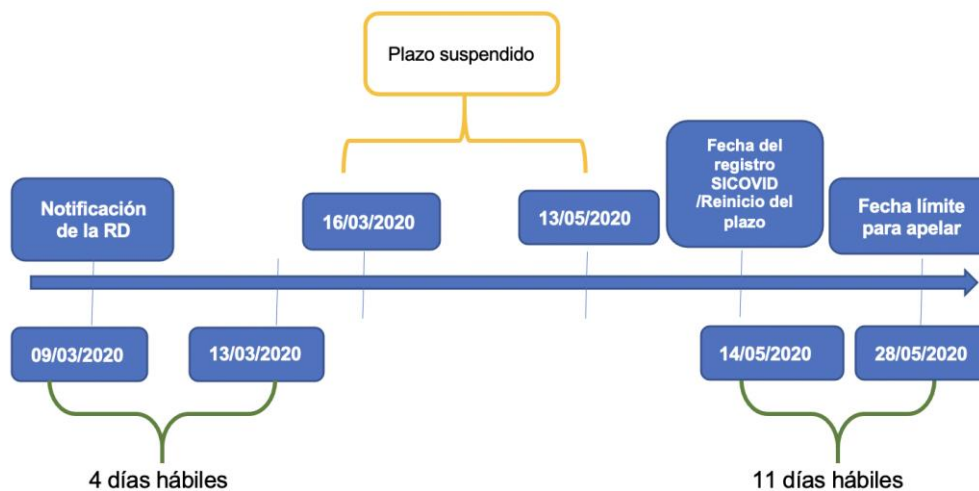 Plazo suspendido
Notificación
de la RD
16/03/2020
13/05/2020
Fecha del
registro
SICOVID
/Reinicio del
plazo
Fecha límite
para apelar
09/03/2020
13/03/2020
14/05/2020
28/05/2020
4 días hábiles
11 días hábiles